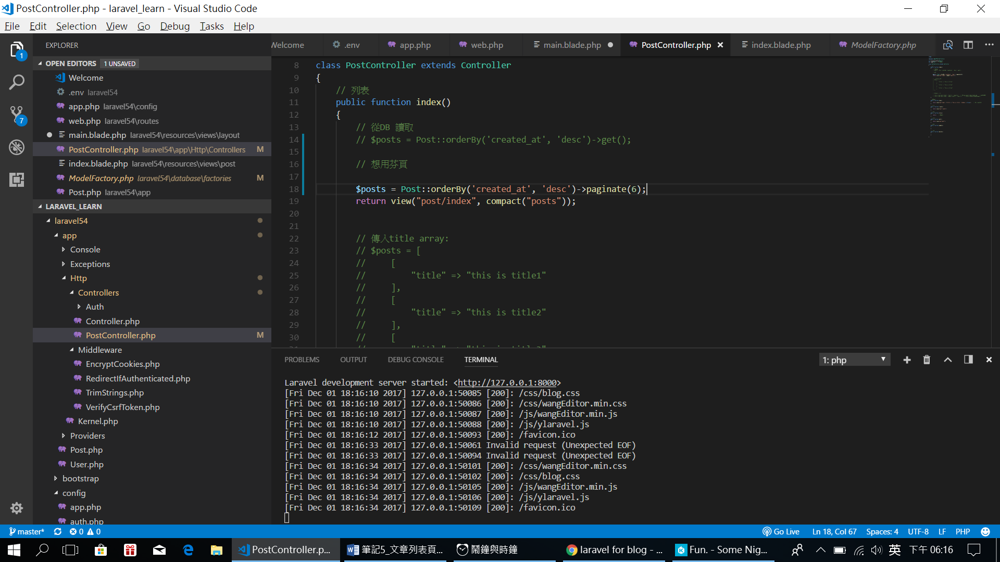 PostController.php - laravel_learn - Visual Studio Code
File Edit Selection View Go Debug Tasks Help
EXPLORER
OPEN EDITORS 1 UNSAVED
Welcome
.env laravel54
app.php laravel54\config
web.php laravel54\routes
main.blade.php laravel54\resources\views\layout
PostController.php laravel54\app\Http\Controllers M
index.blade.php laravel54\resources\views\post
ModelFactory.php laravel54\database\factories M
Post.php laravel54\app
LARAVEL_LEARN
laravel54
app
Console
Exceptions
Http
Controllers
Auth
Controller.php
PostController.php M
Middleware
EncryptCookies.php
RedirectIfAuthenticated.php
TrimStrings.php
VerifyCsrfToken.php
Kernel.php
Providers
Post.php
User.php
bootstrap
config
app.php
auth.php
1
7
Welcome .env app.php web.php main.blade.php PostController.php index.blade.php ModelFactory.php
8 class PostController extends Controller
9 {
10 // 列表
11 public function index()
12 {
13 // 從DB 讀取
14 // $posts = Post::orderBy('created_at', 'desc')->get();
15
16 // 想用芬頁
17
18 $posts = Post::orderBy('created_at', 'desc')->paginate(6);
19 return view("post/index", compact("posts"));
20
21
22 // 傳入title array:
23 // $posts = [
24 // [
25 // "title" => "this is title1"
26 // ],
27 // [
28 // "title" => "this is title2"
29 // ],
30 // [
PROBLEMS OUTPUT DEBUG CONSOLE TERMINAL 1: php
Laravel development server started: <http://127.0.0.1:8000>
[Fri Dec 01 18:16:10 2017] 127.0.0.1:50085 [200]: /css/blog.css
[Fri Dec 01 18:16:10 2017] 127.0.0.1:50086 [200]: /css/wangEditor.min.css
[Fri Dec 01 18:16:10 2017] 127.0.0.1:50087 [200]: /js/wangEditor.min.js
[Fri Dec 01 18:16:10 2017] 127.0.0.1:50088 [200]: /js/ylaravel.js
[Fri Dec 01 18:16:12 2017] 127.0.0.1:50093 [200]: /favicon.ico
[Fri Dec 01 18:16:33 2017] 127.0.0.1:50061 Invalid request (Unexpected EOF)
[Fri Dec 01 18:16:33 2017] 127.0.0.1:50094 Invalid request (Unexpected EOF)
[Fri Dec 01 18:16:34 2017] 127.0.0.1:50101 [200]: /css/wangEditor.min.css
[Fri Dec 01 18:16:34 2017] 127.0.0.1:50102 [200]: /css/blog.css
[Fri Dec 01 18:16:34 2017] 127.0.0.1:50105 [200]: /js/wangEditor.min.js
[Fri Dec 01 18:16:34 2017] 127.0.0.1:50106 [200]: /js/ylaravel.js
[Fri Dec 01 18:16:34 2017] 127.0.0.1:50109 [200]: /favicon.ico
master* 0 0 Go Live Ln 18, Col 67 Spaces: 4 UTF-8 LF PHP
PostController.p... 筆記5_文章列表頁... 鬧鐘與時鐘 laravel for blog - ... Fun. - Some Nig... 英 下午 06:16